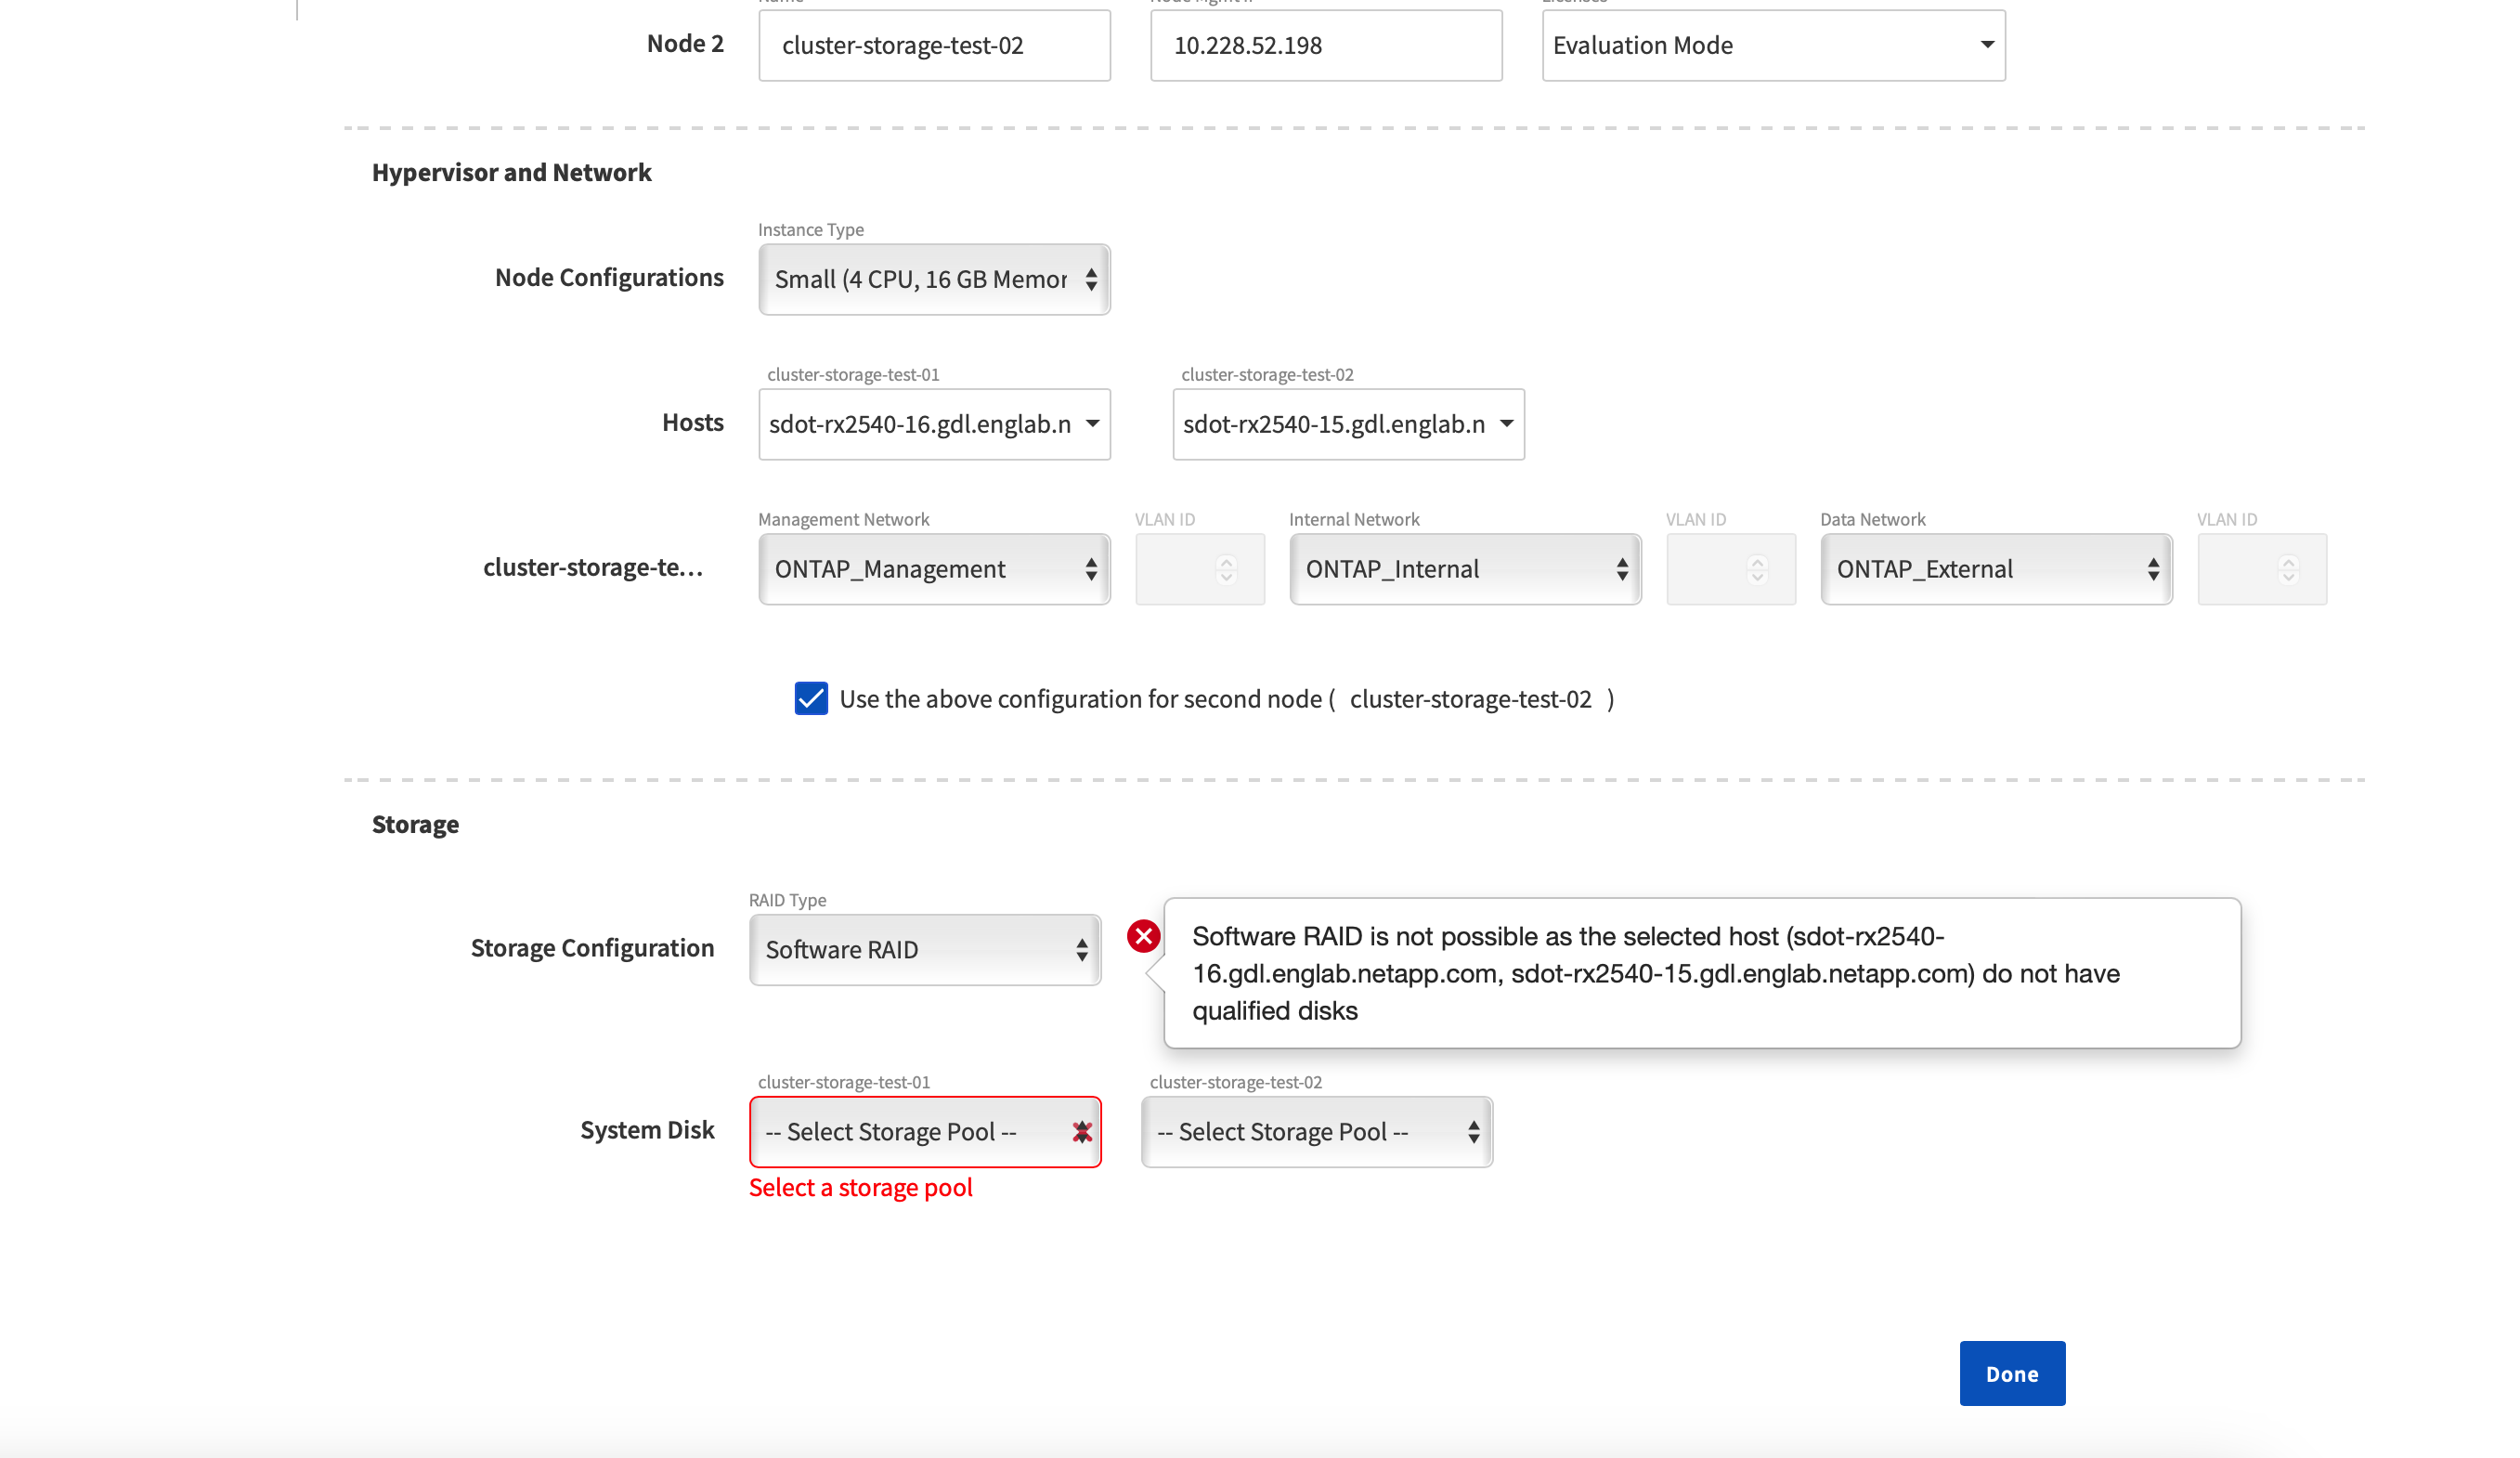 Node 2
cluster-storage-test-02
10.228.52.198
Evaluation Mode
Hypervisor and Network
Instance Type
Node Configurations
Small (4 CPU, 16 GB Memor
cluster-storage-test-01
cluster-storage-test-02
Hosts
sdot-rx2540-16.gdl.englab.n
sdot-rx2540-15.gdl.englab.n
Management Network
VLAN ID
Internal Network
VLAN ID
Data Network
VLAN ID
cluster-storage-te...
ONTAP_Management
ONTAP_Internal
ONTAP_External
Use the above configuration for second node ( cluster-storage-test-02 )
Storage
RAID Type
Storage Configuration
Software RAID
Software RAID is not possible as the selected host (sdot-rx2540-
16.gdl.englab.netapp.com, sdot-rx2540-15.gdl.englab.netapp.com) do not have
qualified disks
cluster-storage-test-01
cluster-storage-test-02
System Disk
-- Select Storage Pool --
-- Select Storage Pool --
Select a storage pool
Done